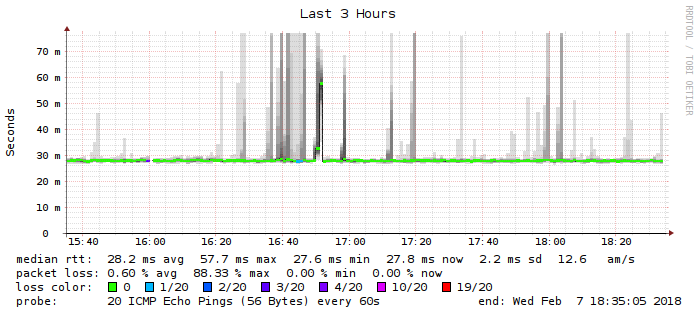 Last 3 Hours
RRDTOOL / TOBI OETIKER
Seconds
70 m
60 m
50 m
40 m
30 m
20 m
10 m
0
15:40 16:00 16:20 16:40 17:00 17:20 17:40 18:00 18:20
median rtt: 28.2 ms avg 57.7 ms max 27.6 ms min 27.8 ms now 2.2 ms sd 12.6 am/s
packet loss: 0.60 % avg 88.33 % max 0.00 % min 0.00 % now
loss color: 0 1/20 2/20 3/20 4/20 10/20 19/20
probe: 20 ICMP Echo Pings (56 Bytes) every 60s end: Wed Feb 7 18:35:05 2018